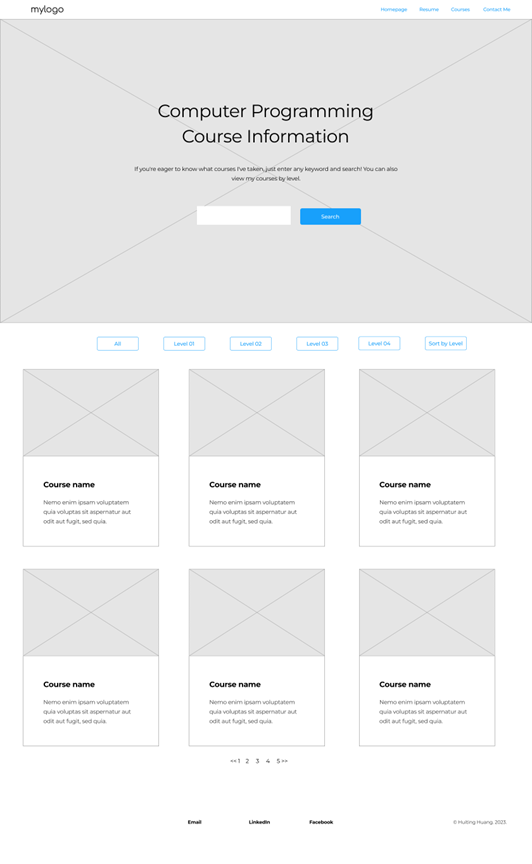 mylogo
Homepage Resume Courses Contact Me
Computer Programming
Course Information
If you're eager to know what courses I've taken, just enter any keyword and search! You can also
view my courses by level.
Search
All Level 01 Level 02 Level 03 Level 04 Sort by Level
Course name Course name Course name
Nemo enim ipsam voluptatem Nemo enim ipsam voluptatem Nemo enim ipsam voluptatem
quia voluptas sit aspernatur aut quia voluptas sit aspernatur aut quia voluptas sit aspernatur aut
odit aut fugit, sed quia. odit aut fugit, sed quia. odit aut fugit, sed quia.
Course name Course name Course name
Nemo enim ipsam voluptatem Nemo enim ipsam voluptatem Nemo enim ipsam voluptatem
quia voluptas sit aspernatur aut quia voluptas sit aspernatur aut quia voluptas sit aspernatur aut
odit aut fugit, sed quia. odit aut fugit, sed quia. odit aut fugit, sed quia.
<< 1 2 3 4 5 >>
Email LinkedIn Facebook © Huiting Huang, 2023.